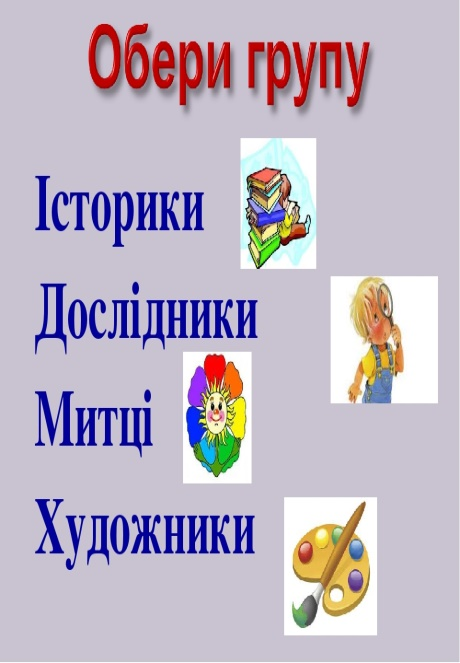 Обери групу
Історики
Дослідники
Митці
Художники